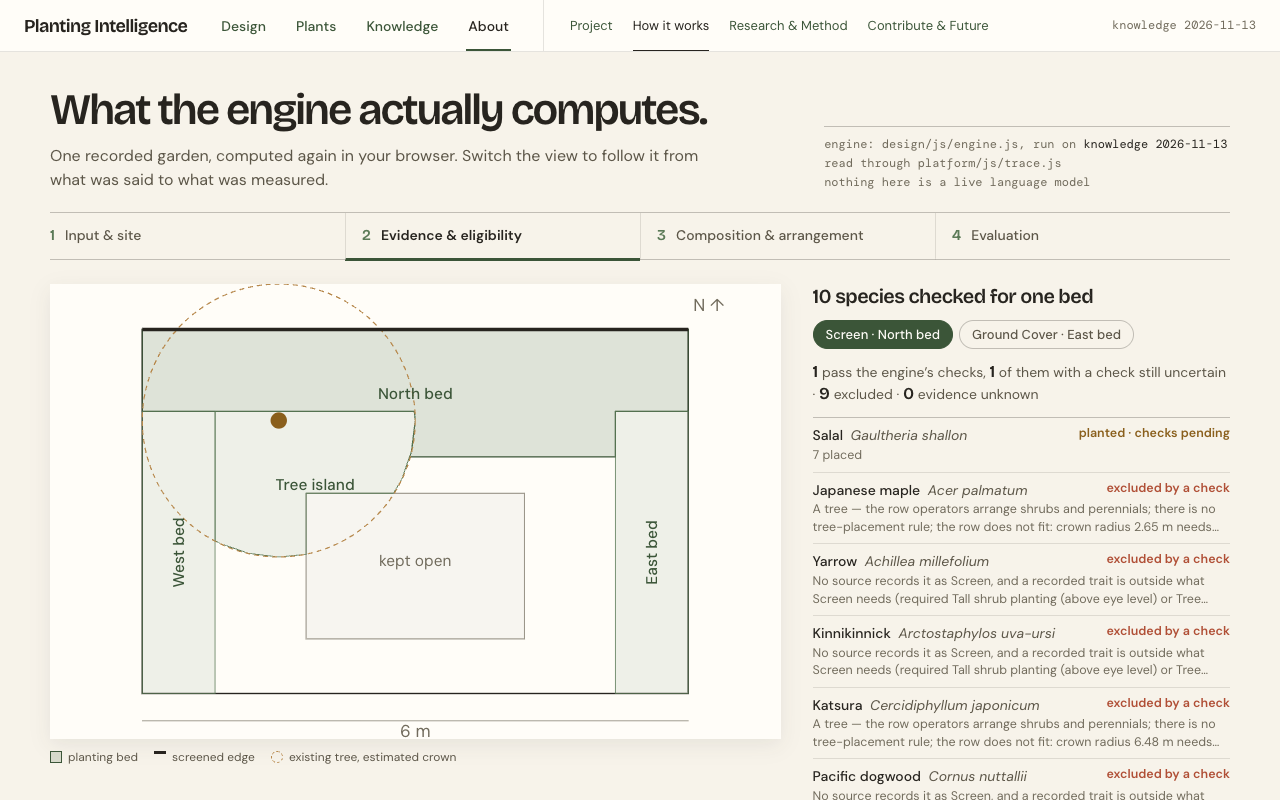 Planting Intelligence Design Plants Knowledge About Project How it works Research & Method Contribute & Future knowledge 2026-11-13
What the engine actually computes.
One recorded garden, computed again in your browser. Switch the view to follow it from
what was said to what was measured.
engine: design/js/engine.js, run on knowledge 2026-11-13
read through platform/js/trace.js
nothing here is a live language model
1 Input & site 2 Evidence & eligibility 3 Composition & arrangement 4 Evaluation
N ↑
North bed
Tree island
West bed
kept open
East bed
6 m
planting bed screened edge existing tree, estimated crown
10 species checked for one bed
Screen · North bed Ground Cover · East bed
1 pass the engine's checks, 1 of them with a check still uncertain
· 9 excluded · 0 evidence unknown
Salal Gaultheria shallon planted · checks pending
7 placed
Japanese maple Acer palmatum excluded by a check
A tree — the row operators arrange shrubs and perennials; there is no
tree-placement rule; the row does not fit: crown radius 2.65 m needs…
Yarrow Achillea millefolium excluded by a check
No source records it as Screen, and a recorded trait is outside what
Screen needs (required Tall shrub planting (above eye level) or Tree…
Kinnikinnick Arctostaphylos uva-ursi excluded by a check
No source records it as Screen, and a recorded trait is outside what
Screen needs (required Tall shrub planting (above eye level) or Tree…
Katsura Cercidiphyllum japonicum excluded by a check
A tree — the row operators arrange shrubs and perennials; there is no
tree-placement rule; the row does not fit: crown radius 6.48 m needs…
Pacific dogwood Cornus nuttallii excluded by a check
No source records it as Screen, and a recorded trait is outside what